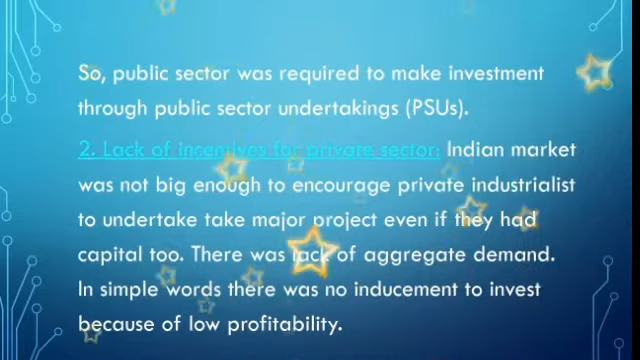 So, public sector was required to make investment
through public sector undertakings (PSUs).
2. Lack of incentives for private sector: Indian market
was not big enough to encourage private industrialist
to undertake take major project even if they had
capital too. There was lack of aggregate demand.
In simple words there was no inducement to invest
because of low profitability.